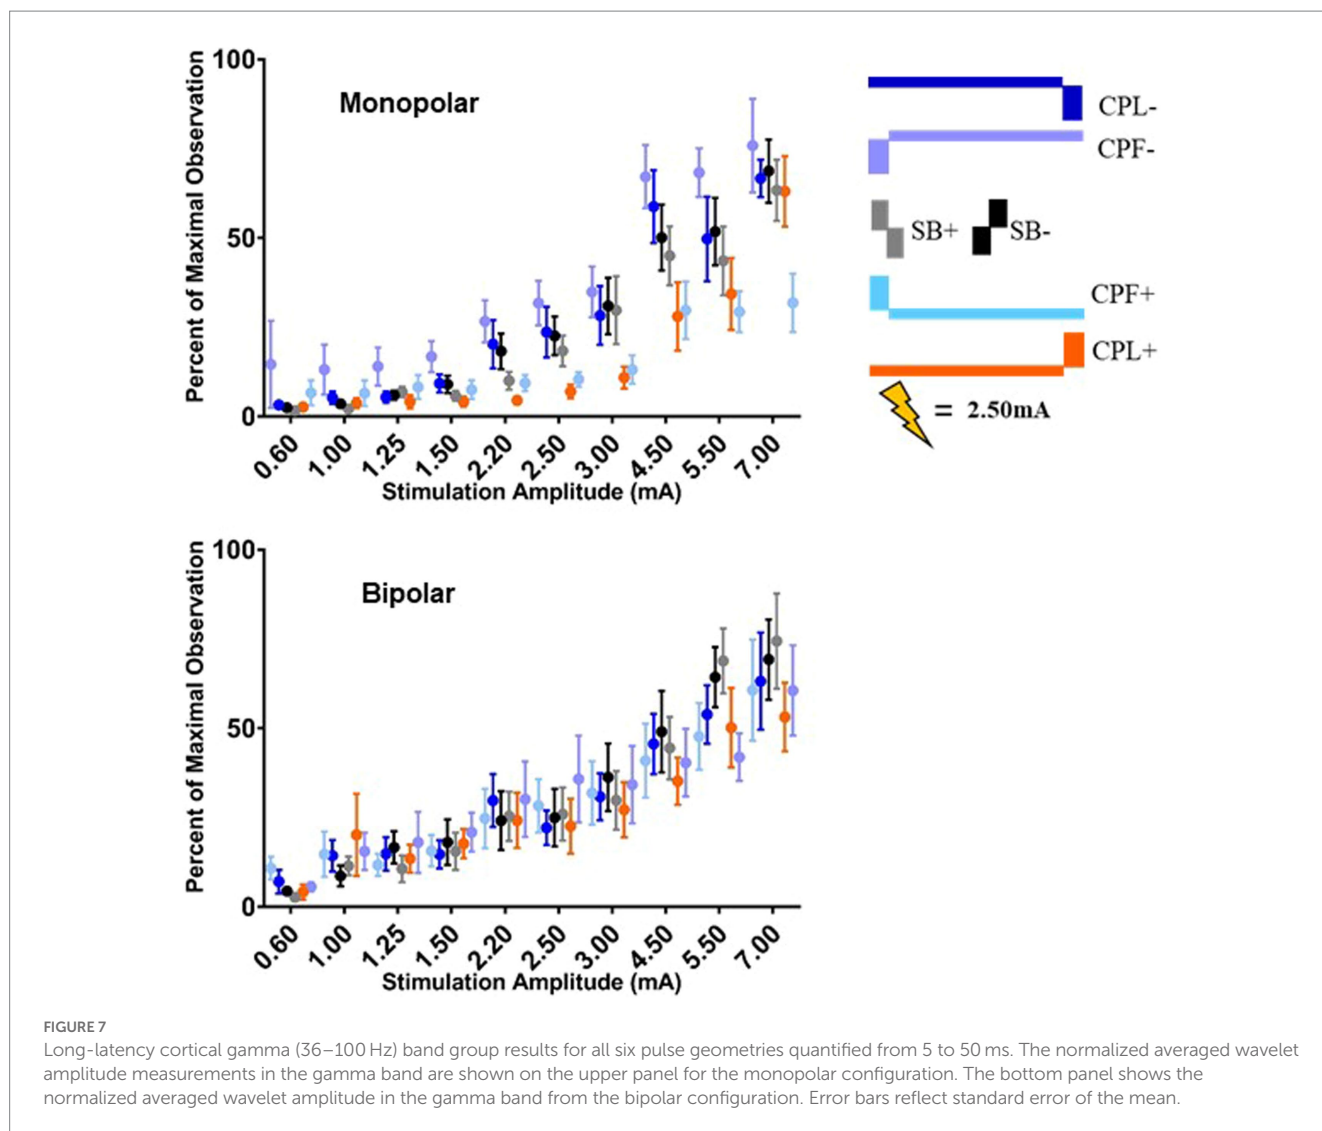 Monopolar
Percent of Maximal Observation
100
50
0
0.60 1.00 1.25 1.50 2.20 2.50 3.00 4.50 5.50 7.00
Stimulation Amplitude (mA)
CPL-
CPF-
SB+ SB-
CPF+
CPL+
= 2.50mA
Bipolar
Percent of Maximal Observation
100
50
0
0.60 1.00 1.25 1.50 2.20 2.50 3.00 4.50 5.50 7.00
Stimulation Amplitude (mA)
FIGURE 7
Long-latency cortical gamma (36–100 Hz) band group results for all six pulse geometries quantified from 5 to 50 ms. The normalized averaged wavelet
amplitude measurements in the gamma band are shown on the upper panel for the monopolar configuration. The bottom panel shows the
normalized averaged wavelet amplitude in the gamma band from the bipolar configuration. Error bars reflect standard error of the mean.